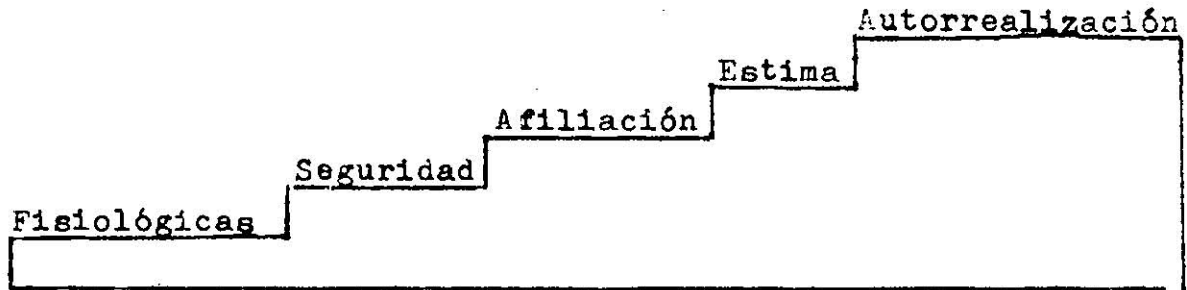 Autorrealización
Estima
Afiliación
Seguridad
Fisiológicas